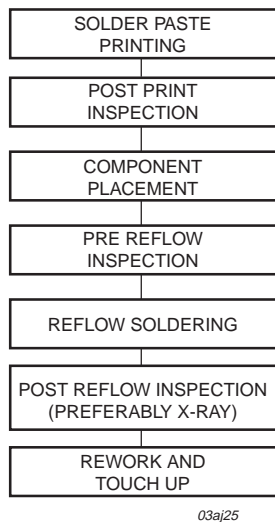 SOLDER PASTE
PRINTING
POST PRINT
INSPECTION
COMPONENT
PLACEMENT
PRE REFLOW
INSPECTION
REFLOW SOLDERING
POST REFLOW INSPECTION
(PREFERABLY X-RAY)
REWORK AND
TOUCH UP
03aj25